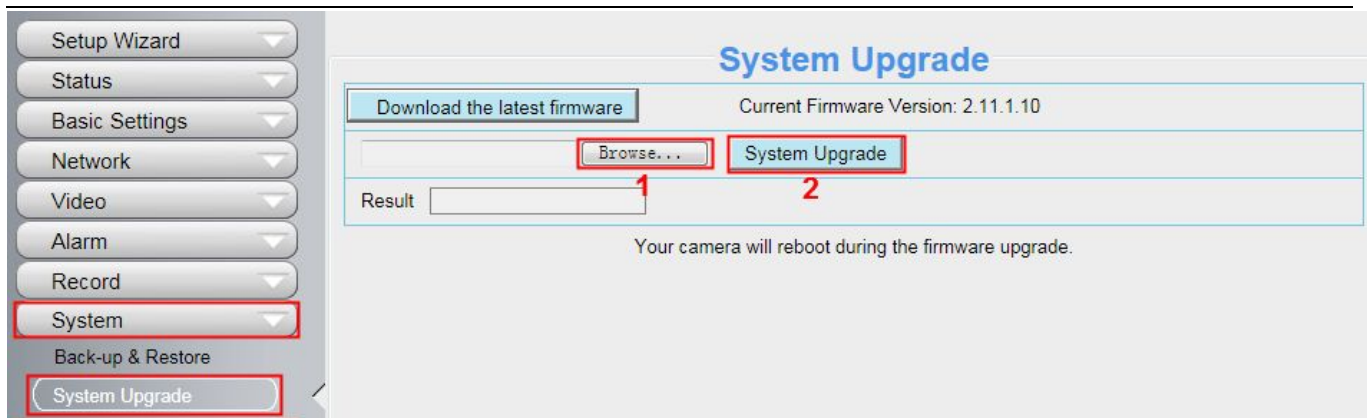 Setup Wizard
Status
Basic Settings
Network
Video
Alarm
Record
System
Back-up & Restore
System Upgrade
System Upgrade
Download the latest firmware Current Firmware Version: 2.11.1.10
Browse... System Upgrade
1 2
Result
Your camera will reboot during the firmware upgrade.